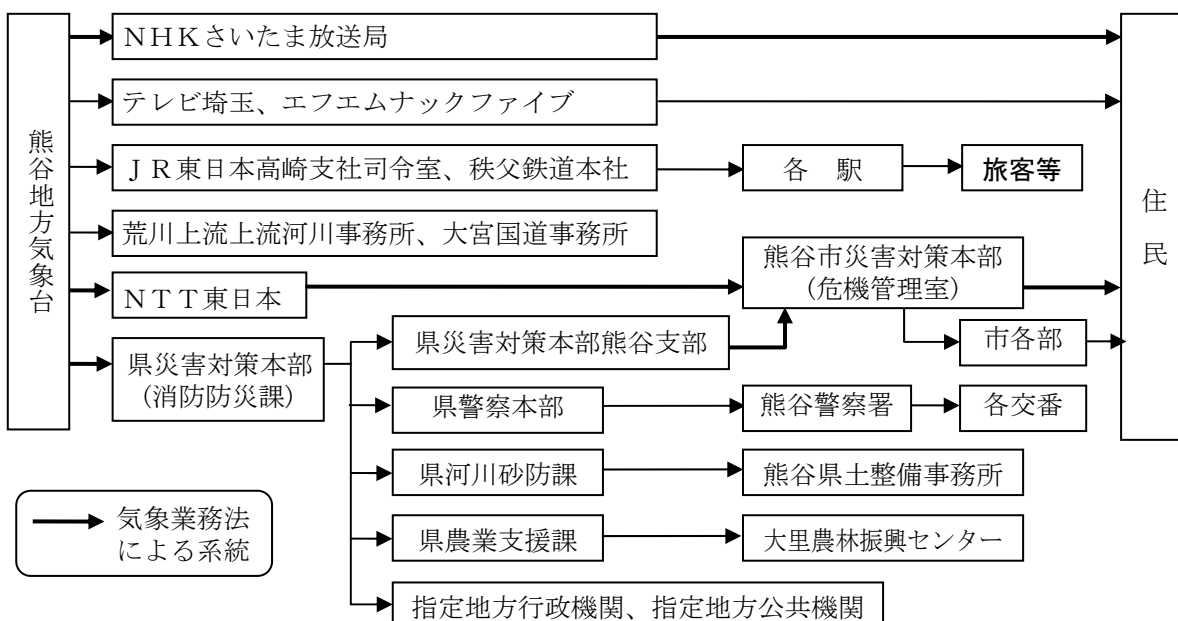 熊谷地方気象台
ＮＨＫさいたま放送局
テレビ埼玉、エフエムナックファイブ
ＪＲ東日本高崎支社司令室、秩父鉄道本社
各　駅
旅客等
荒川上流上流河川事務所、大宮国道事務所
ＮＴＴ東日本
熊谷市災害対策本部
（危機管理室）
住民
県災害対策本部
（消防防災課）
県災害対策本部熊谷支部
市各部
県警察本部
熊谷警察署
各交番
県河川砂防課
熊谷県土整備事務所
県農業支援課
大里農林振興センター
指定地方行政機関、指定地方公共機関
気象業務法
による系統